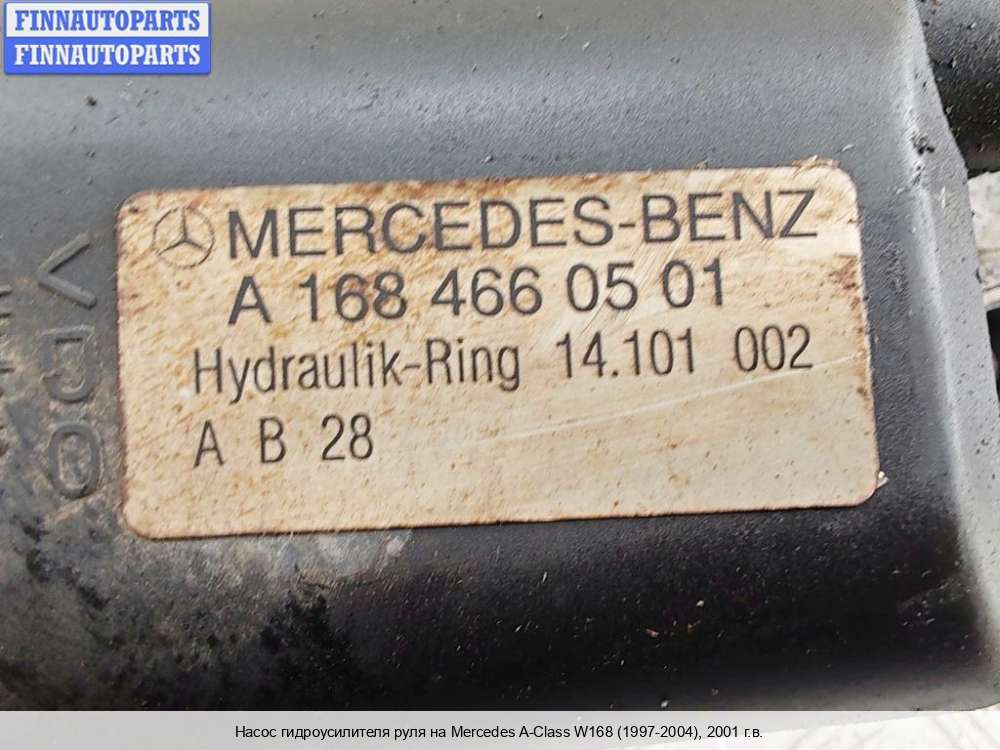 FINNAUTOPARTS
FINNAUTOPARTS
MERCEDES-BENZ
A 168 466 05 01
Hydraulik-Ring 14.101 002
A B 28
Насос гидроусилителя руля на Mercedes A-Class W168 (1997-2004), 2001 г.в.